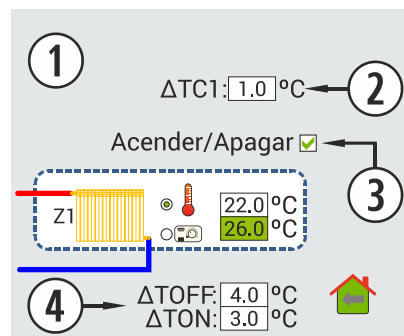 1
ΔTC1: 1.0 ºC
2
Acender/Apagar
3
Z1
22.0 ºC
26.0 ºC
4
ΔTOFF: 4.0 ºC
ΔTON: 3.0 ºC